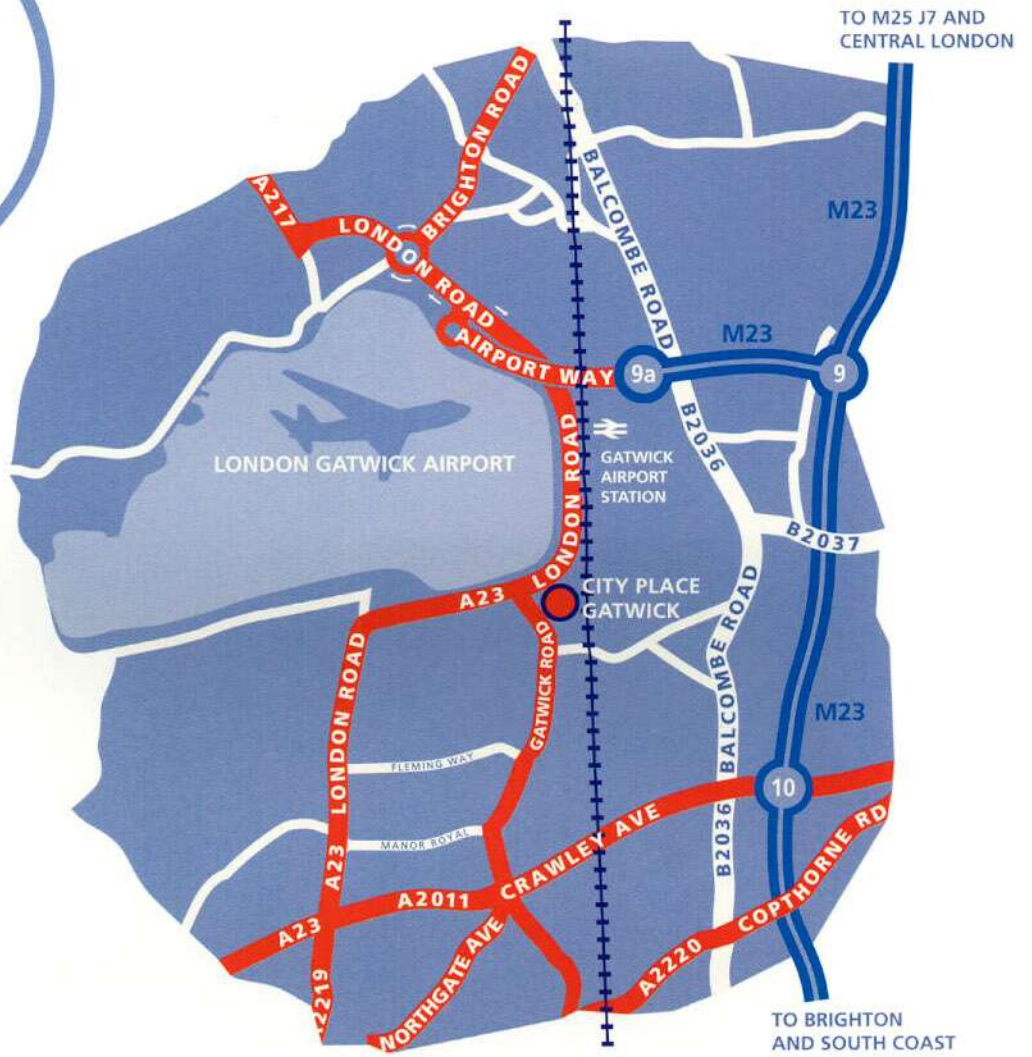 TO M25 J7 AND
CENTRAL LONDON
BRIGHTON ROAD
BALCOMBE ROAD
A217
LONDON ROAD
M23
LONDON ROAD
AIRPORT WAY
9a
M23
9
B2036
LONDON ROAD
GATWICK
AIRPORT
STATION
LONDON GATWICK AIRPORT
B2037
LONDON ROAD
A23
CITY PLACE
GATWICK
BALCOMBE ROAD
GATWICK ROAD
LONDON ROAD
M23
FLEMING WAY
10
MANOR ROYAL
A23
B2036
CRAWLEY AVE
A2011
A23
COPTHORNE RD
A2220
NORTHGATE AVE
A2219
TO BRIGHTON
AND SOUTH COAST